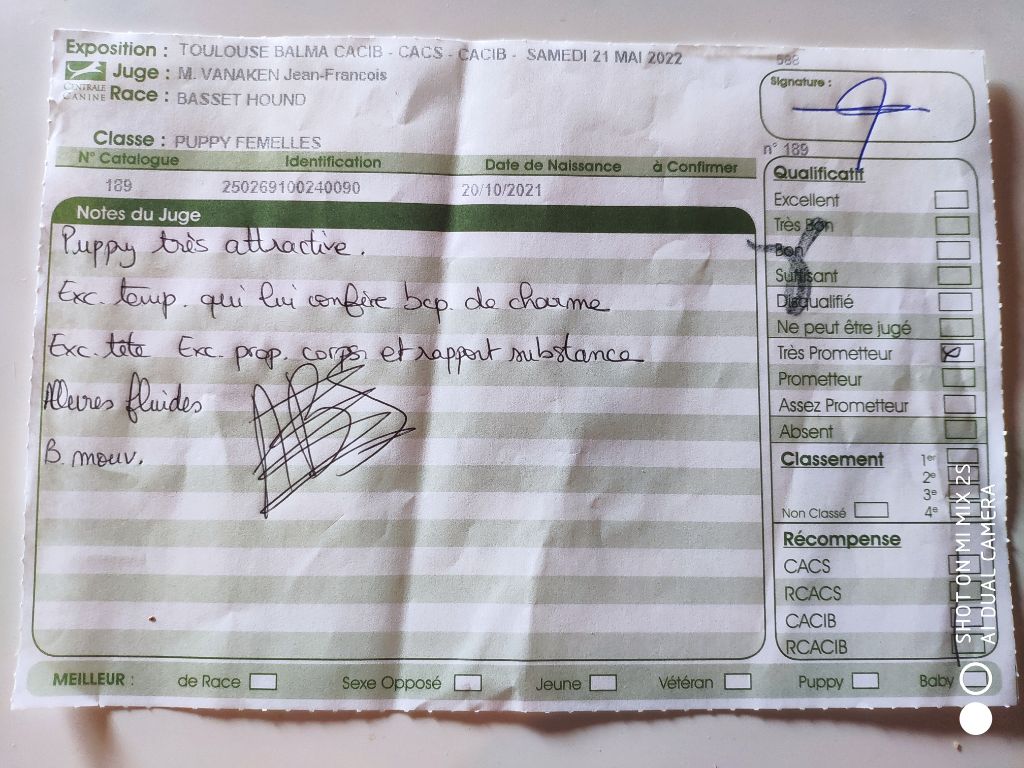 Exposition : TOULOUSE BALMA CACIB - CACS - CACIB - SAMEDI 21 MAI 2022
588
Juge : M. VANAKEN Jean-Francois
CENTRALE CANINE
Race : BASSET HOUND
Signature :
Classe : PUPPY FEMELLES
n° 189
N° Catalogue Identification Date de Naissance à Confirmer
189 250269100240090 20/10/2021
Notes du Juge
Puppy très attractive.
Exc. temp. qui lui confère bcp. de charme
Exc. tete Exc. prop. corps et rapport substance
Allures fluides
B. mouv.
Qualificatif
Excellent
Très Bon
Bon
Suffisant
Disqualifié
Ne peut être jugé
Très Prometteur
Prometteur
Assez Prometteur
Absent
Classement 1er
2e
3e
Non Classé 4e
Récompense
CACS
RCACS
CACIB
RCACIB
MEILLEUR : de Race Sexe Opposé Jeune Vétéran Puppy Baby
SHOT ON MI MIX 2S
AI DUAL CAMERA